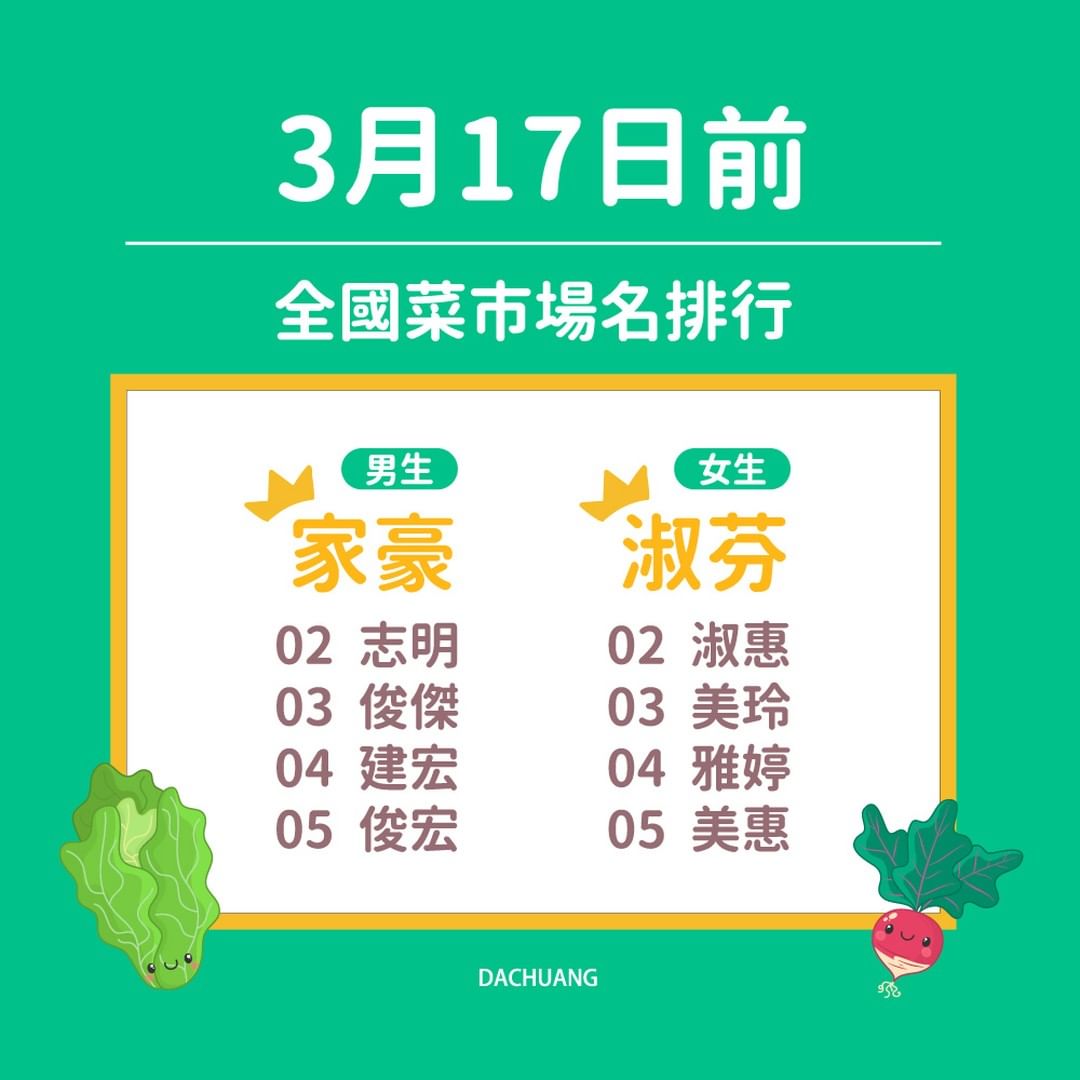 3月17日前
全國菜市場名排行
男生
家豪
02 志明
03 俊傑
04 建宏
05 俊宏
女生
淑芬
02 淑惠
03 美玲
04 雅婷
05 美惠
DACHUANG